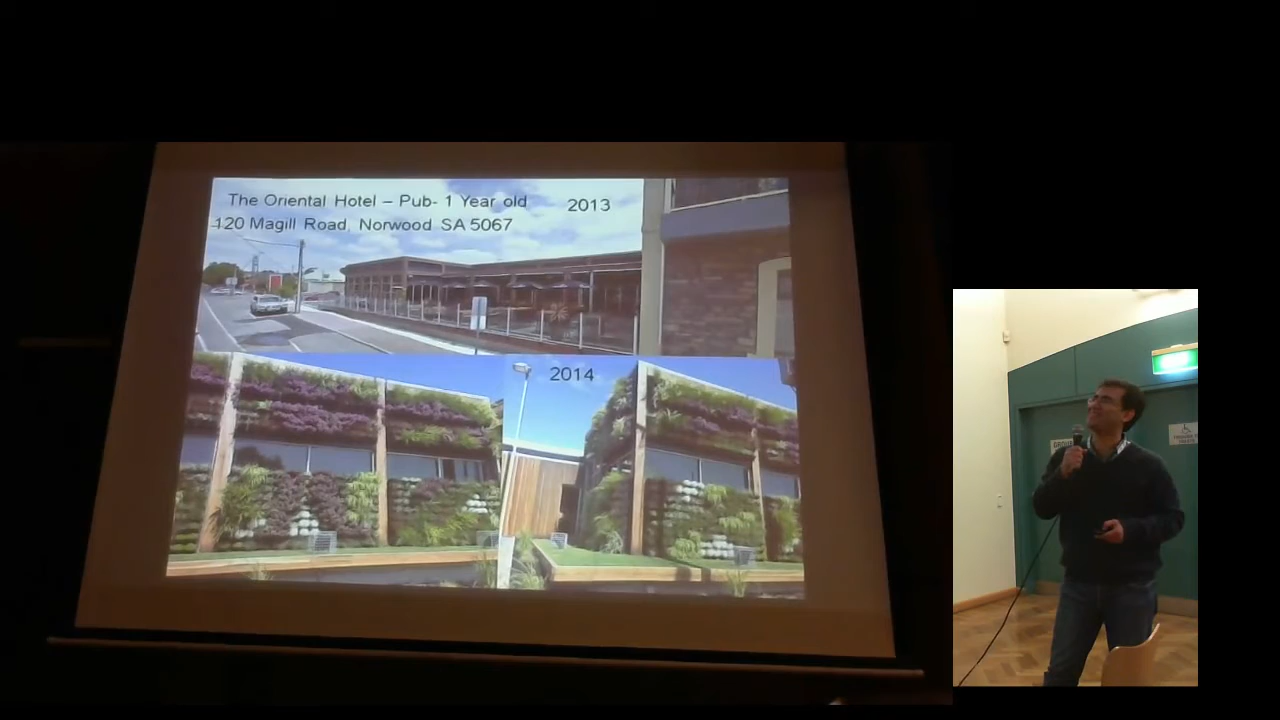 The Oriental Hotel – Pub- 1 Year old
2013
120 Magill Road, Norwood SA 5067
2014